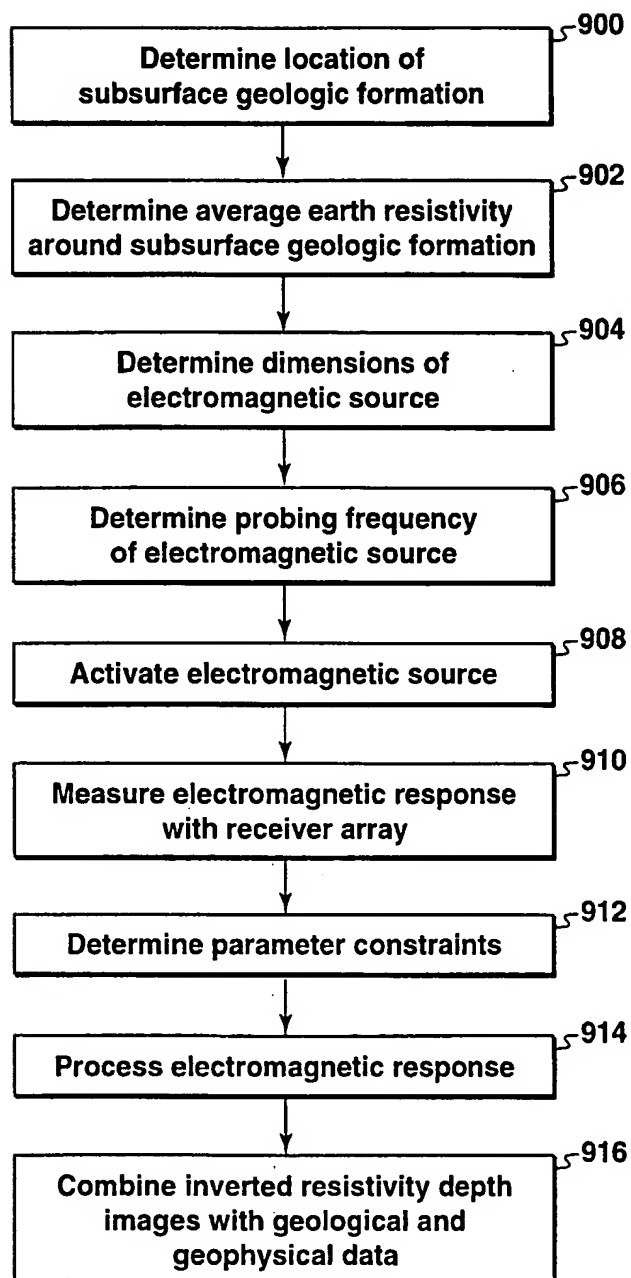 900
Determine location of
subsurface geologic formation
902
Determine average earth resistivity
around subsurface geologic formation
904
Determine dimensions of
electromagnetic source
906
Determine probing frequency
of electromagnetic source
908
Activate electromagnetic source
910
Measure electromagnetic response
with receiver array
912
Determine parameter constraints
914
Process electromagnetic response
916
Combine inverted resistivity depth
images with geological and
geophysical data